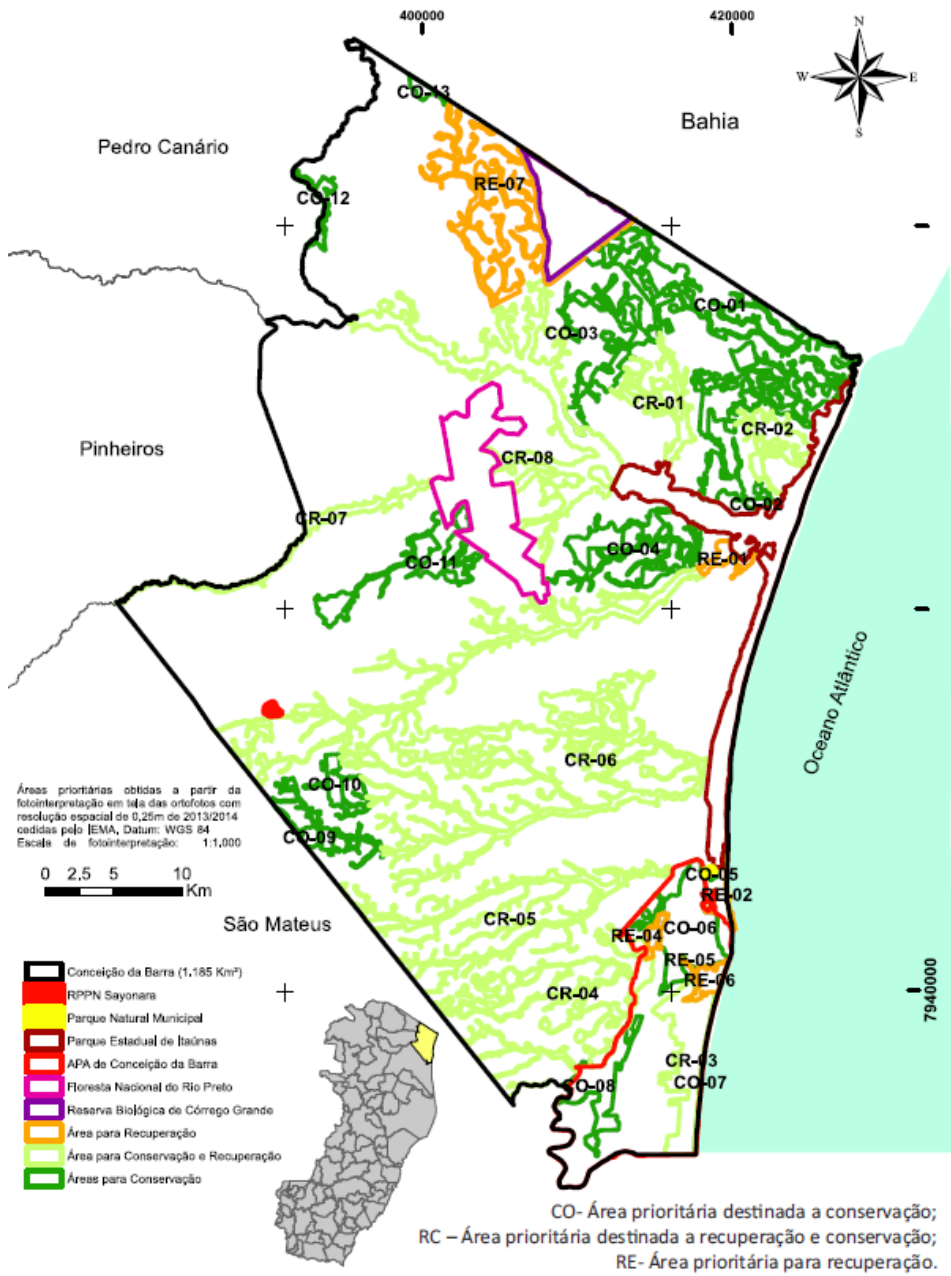 400000
420000
N
W
E
S
Bahia
Pedro Canário
CO-13
RE-07
CO-12
CO-01
CO-03
CR-01
CR-02
Pinheiros
CR-08
CO-02
CR-07
CO-04
RE-01
CO-11
Oceano Atlântico
CR-06
CO-10
CO-09
Áreas prioritárias obtidas a partir da
fotointerpretação em tela das ortofotos com
resolução espacial de 0,25m de 2013/2014
cedidas pelo IEMA, Datum: WGS 84
Escala de fotointerpretação: 1:1.000
0 2,5 5 10
Km
CO-05
RE-02
CR-05
CO-06
RE-04
São Mateus
RE-05
RE-06
CR-04
7940000
CR-03
CO-07
CO-08
Conceição da Barra (1.185 Km²)
RPPN Sayonara
Parque Natural Municipal
Parque Estadual de Itaúnas
APA de Conceição da Barra
Floresta Nacional do Rio Preto
Reserva Biológica de Córrego Grande
Área para Recuperação
Área para Conservação e Recuperação
Áreas para Conservação
CO- Área prioritária destinada a conservação;
RC – Área prioritária destinada a recuperação e conservação;
RE- Área prioritária para recuperação.